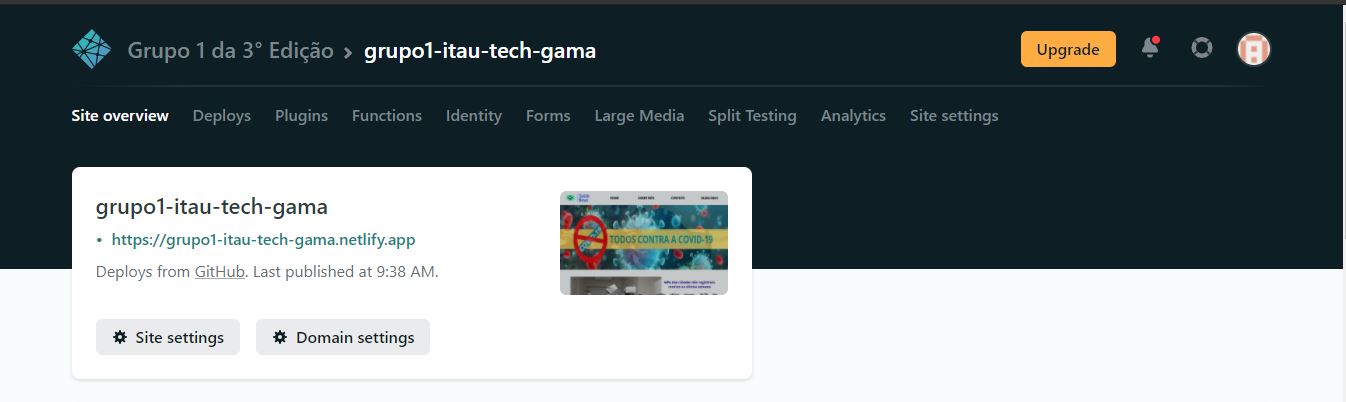 Grupo 1 da 3° Edição > grupo1-itau-tech-gama
Upgrade
Site overview Deploys Plugins Functions Identity Forms Large Media Split Testing Analytics Site settings
grupo1-itau-tech-gama
• https://grupo1-itau-tech-gama.netlify.app
Deploys from GitHub. Last published at 9:38 AM.
Site settings Domain settings
HOME
CONTATO
TODOS CONTRA A COVID-19